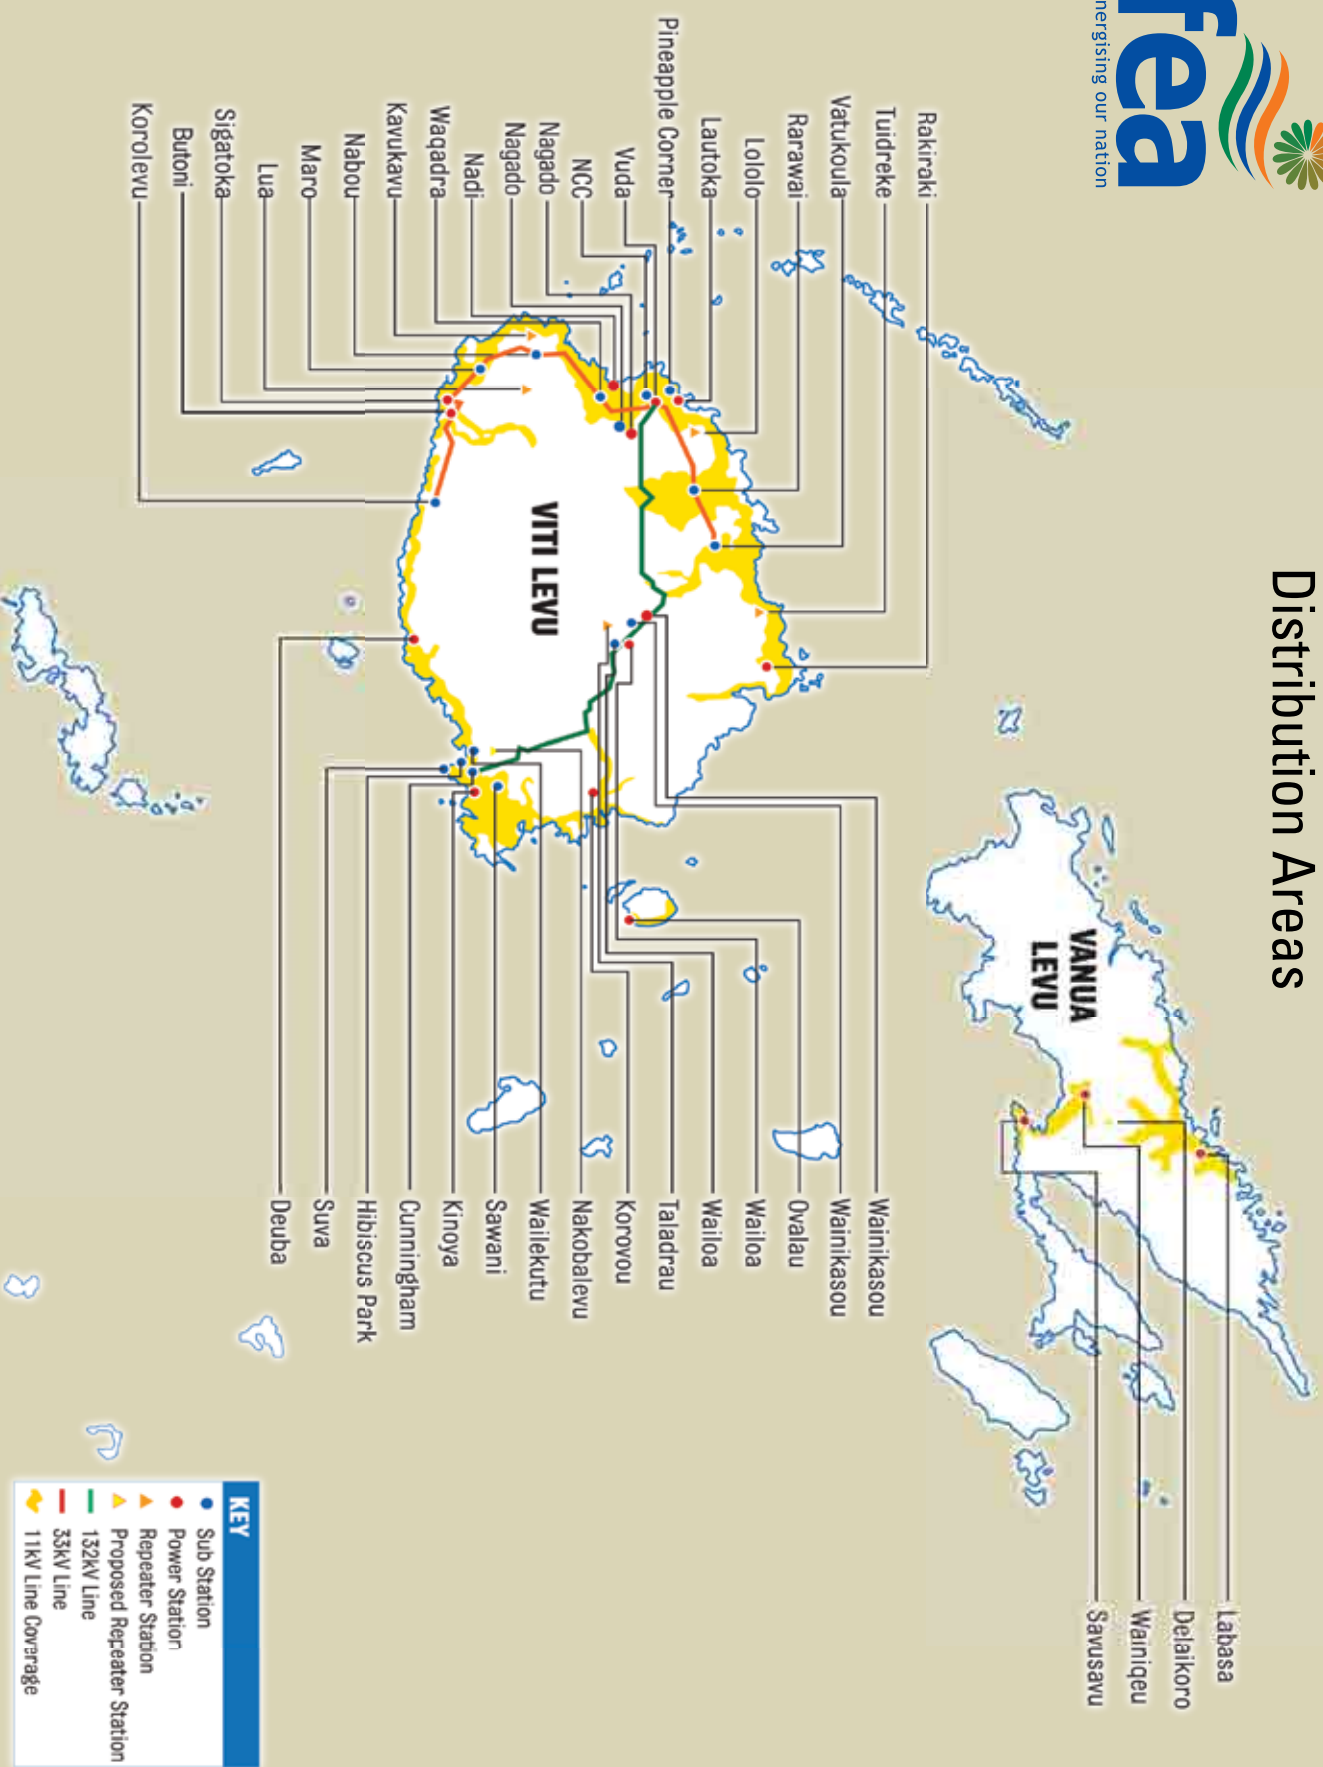 fea
nergising our nation
Distribution Areas
Rakiraki
Tuidreke
Vatukoula
Rarawai
Lololo
Lautoka
Pineapple Corner
Vuda
NCC
Nagado
Nagado
Nadi
Waqadra
Kavukavu
Nabou
Maro
Lua
Sigatoka
Butoni
Korolevu
VITI LEVU
VANUA
LEVU
Labasa
Delaikoro
Wainiqeu
Savusavu
Wainikasou
Wainikasou
Ovalau
Wailoa
Wailoa
Taladrau
Korovou
Nakobalevu
Wailekutu
Sawani
Kinoya
Cunningham
Hibiscus Park
Suva
Deuba
KEY
Sub Station
Power Station
Repeater Station
Proposed Repeater Station
132kV Line
33kV Line
11kV Line Coverage